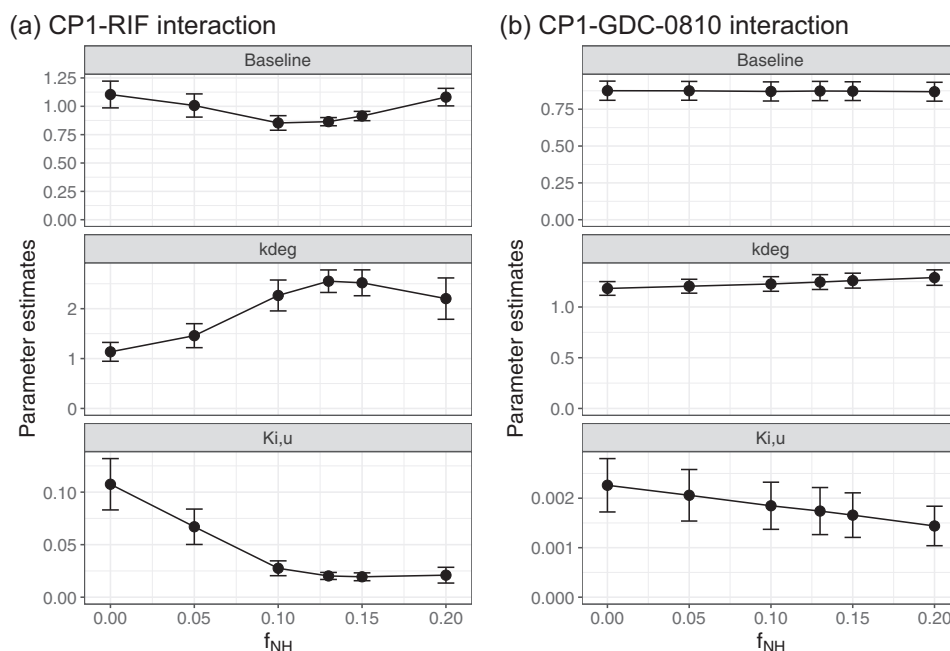 (a) CP1-RIF interaction
Baseline
1.25
1.00
0.75
0.50
0.25
0.00
kdeg
2
1
0
Ki,u
0.10
0.05
0.00
0.00 0.05 0.10 0.15 0.20
fNH
Parameter estimates
(b) CP1-GDC-0810 interaction
Baseline
0.75
0.50
0.25
0.00
kdeg
1.0
0.5
0.0
Ki,u
0.002
0.001
0.000
0.00 0.05 0.10 0.15 0.20
fNH
Parameter estimates